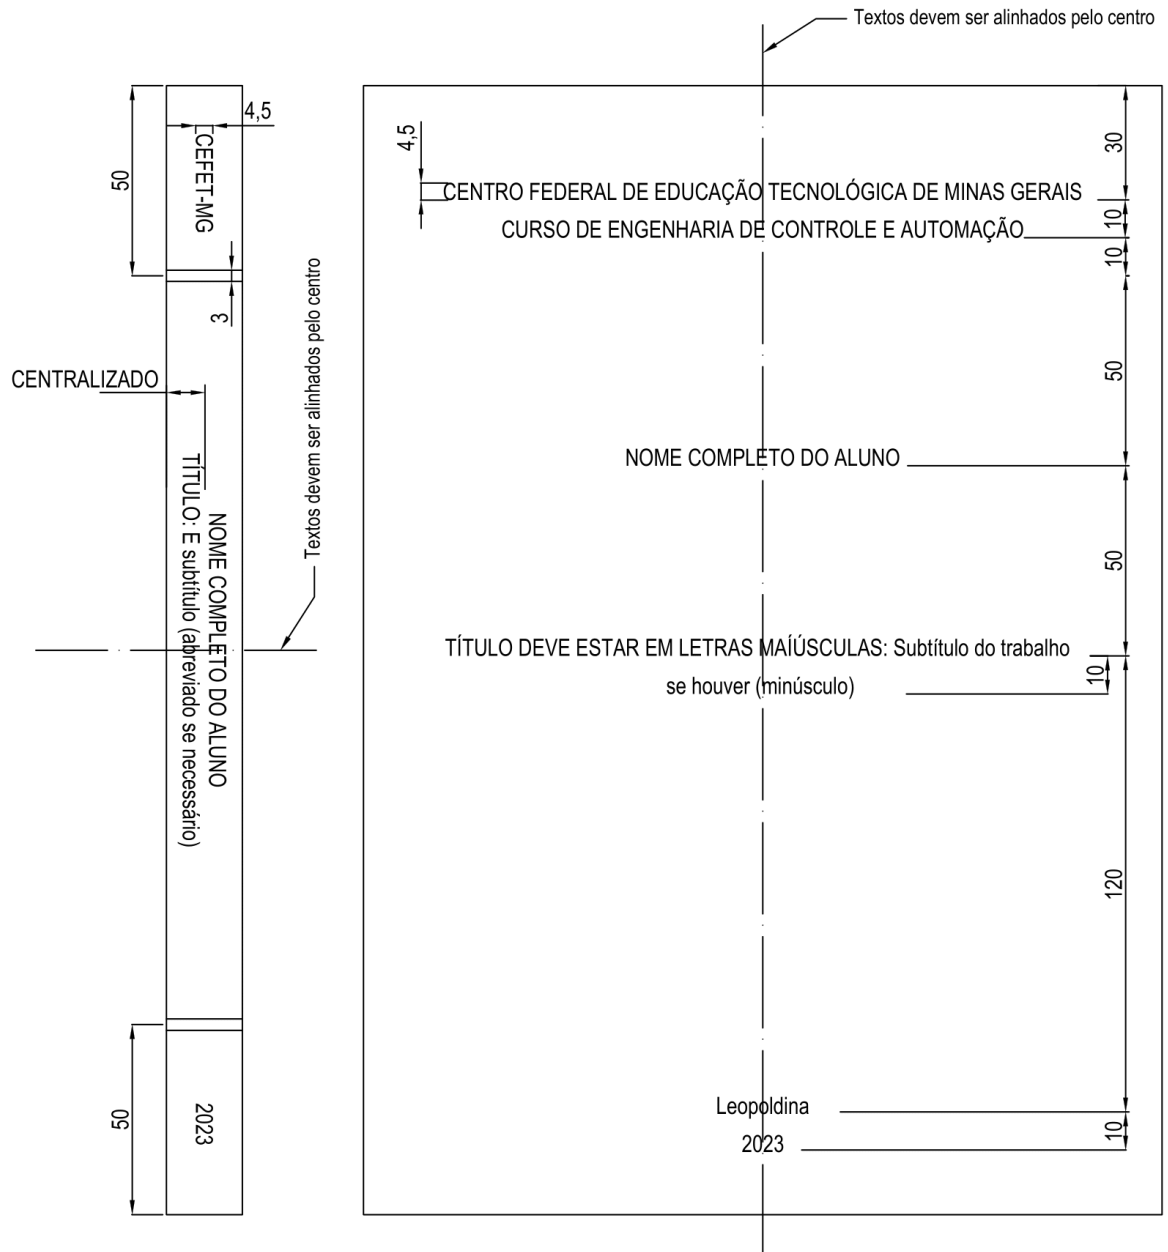 Textos devem ser alinhados pelo centro
50
4,5
CEFET-MG
3
CENTRALIZADO
Textos devem ser alinhados pelo centro
NOME COMPLETO DO ALUNO
TÍTULO: E subtítulo (abreviado se necessário)
50
2023
4,5
30
CENTRO FEDERAL DE EDUCAÇÃO TECNOLÓGICA DE MINAS GERAIS
10
CURSO DE ENGENHARIA DE CONTROLE E AUTOMAÇÃO
10
50
NOME COMPLETO DO ALUNO
50
TÍTULO DEVE ESTAR EM LETRAS MAÍÚSCULAS: Subtítulo do trabalho
10
se houver (minúsculo)
120
Leopoldina
10
2023